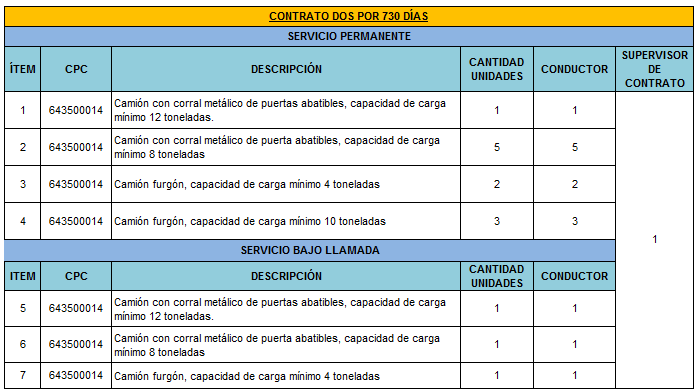 CONTRATO DOS POR 730 DÍAS
SERVICIO PERMANENTE
ÍTEM CPC DESCRIPCIÓN CANTIDAD UNIDADES CONDUCTOR SUPERVISOR DE CONTRATO
1 643500014 Camión con corral metálico de puertas abatibles, capacidad de carga
mínimo 12 toneladas. 1 1
2 643500014 Camión con corral metálico de puerta abatibles, capacidad de carga
mínimo 8 toneladas 5 5
3 643500014 Camión furgón, capacidad de carga mínimo 4 toneladas 2 2
4 643500014 Camión furgón, capacidad de carga mínimo 10 toneladas 3 3
1
SERVICIO BAJO LLAMADA
ITEM CPC DESCRIPCIÓN CANTIDAD UNIDADES CONDUCTOR
5 643500014 Camión con corral metálico de puertas abatibles, capacidad de carga
mínimo 12 toneladas. 1 1
6 643500014 Camión con corral metálico de puerta abatibles, capacidad de carga
mínimo 8 toneladas 1 1
7 643500014 Camión furgón, capacidad de carga mínimo 4 toneladas 1 1